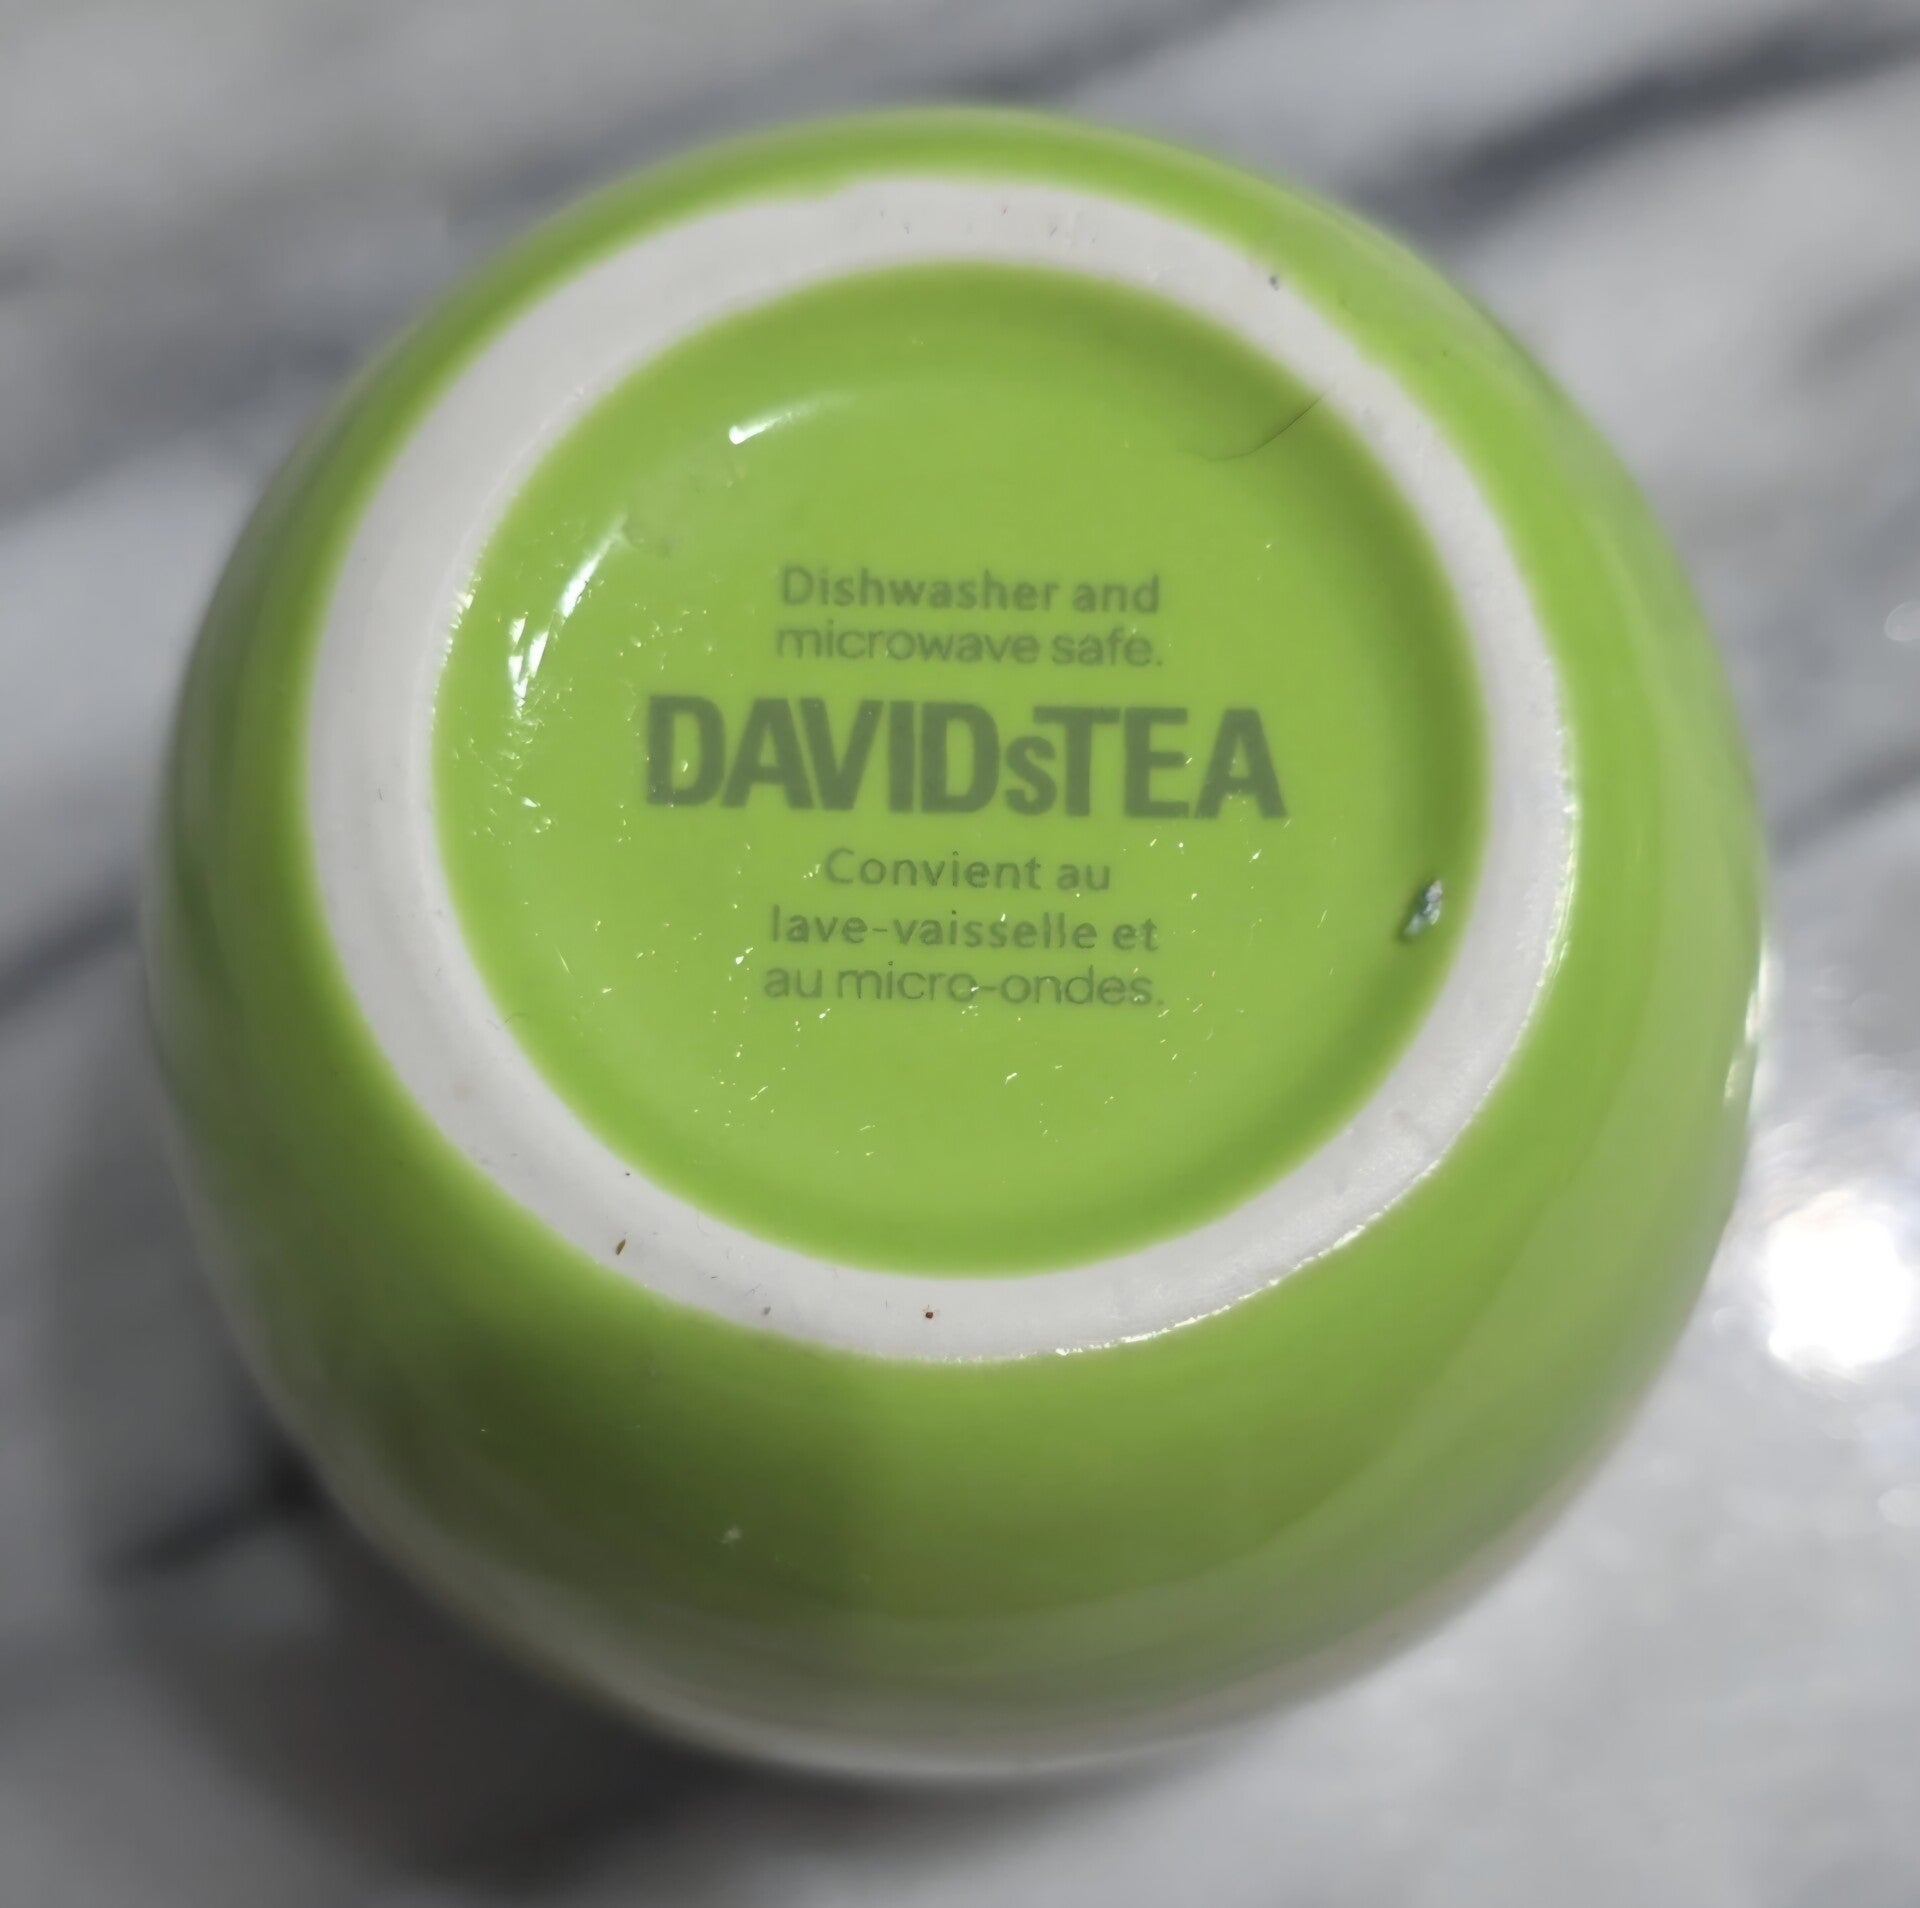 Dishwasher and
microwave safe.
DAVIDsTEA
Convient au
lave-vaisselle et
au micro-ondes.